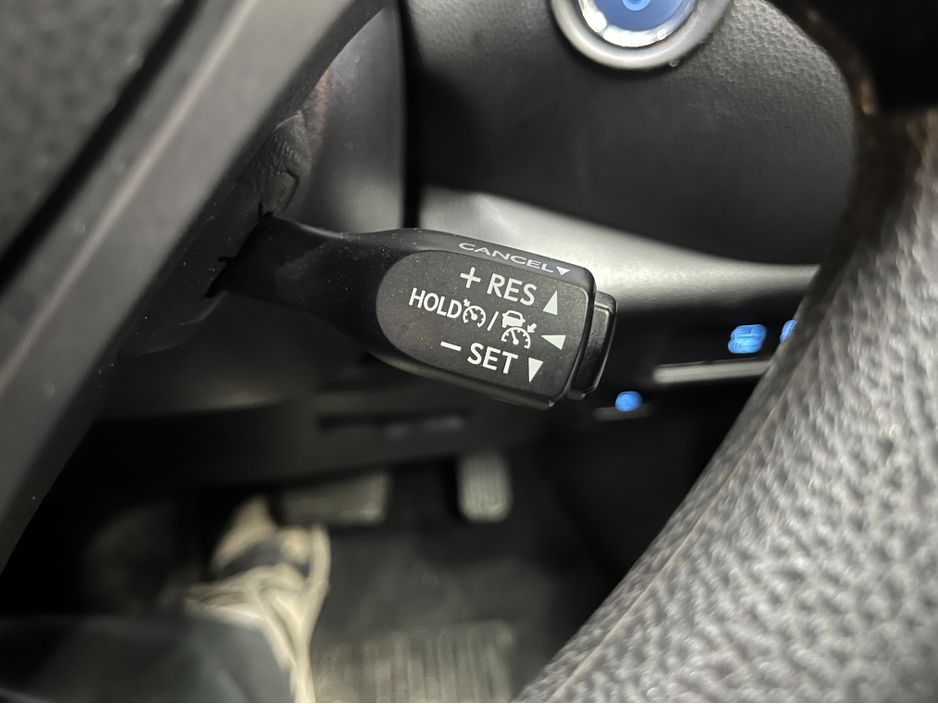 CANCEL▼
+ RES ▲
HOLD /
− SET ▼